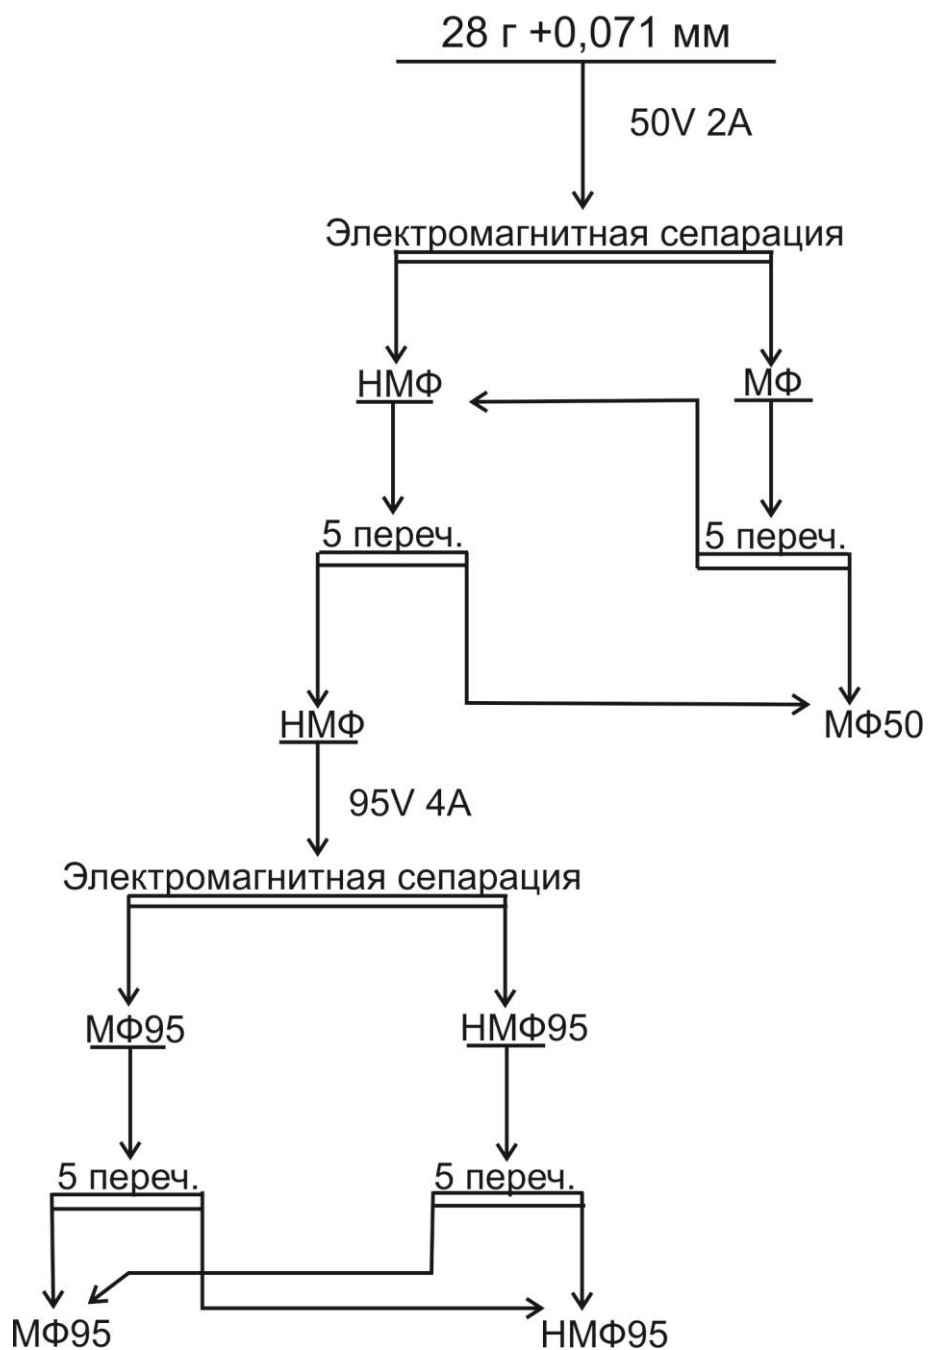 28 г +0,071 мм
50V 2A
Электромагнитная сепарация
НМФ
МФ
5 переч.
5 переч.
НМФ
МФ50
95V 4A
Электромагнитная сепарация
МФ95
НМФ95
5 переч.
5 переч.
МФ95
НМФ95